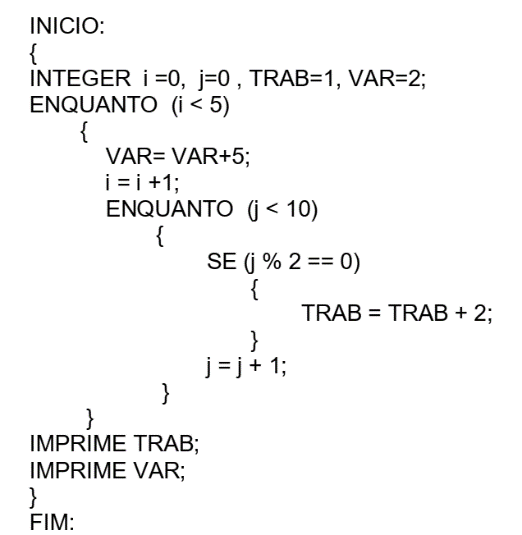 INICIO:
{
INTEGER i =0, j=0 , TRAB=1, VAR=2;
ENQUANTO (i < 5)
{
VAR= VAR+5;
i = i +1;
ENQUANTO (j < 10)
{
SE (j % 2 == 0)
{
TRAB = TRAB + 2;
}
j = j + 1;
}
}
IMPRIME TRAB;
IMPRIME VAR;
}
FIM: